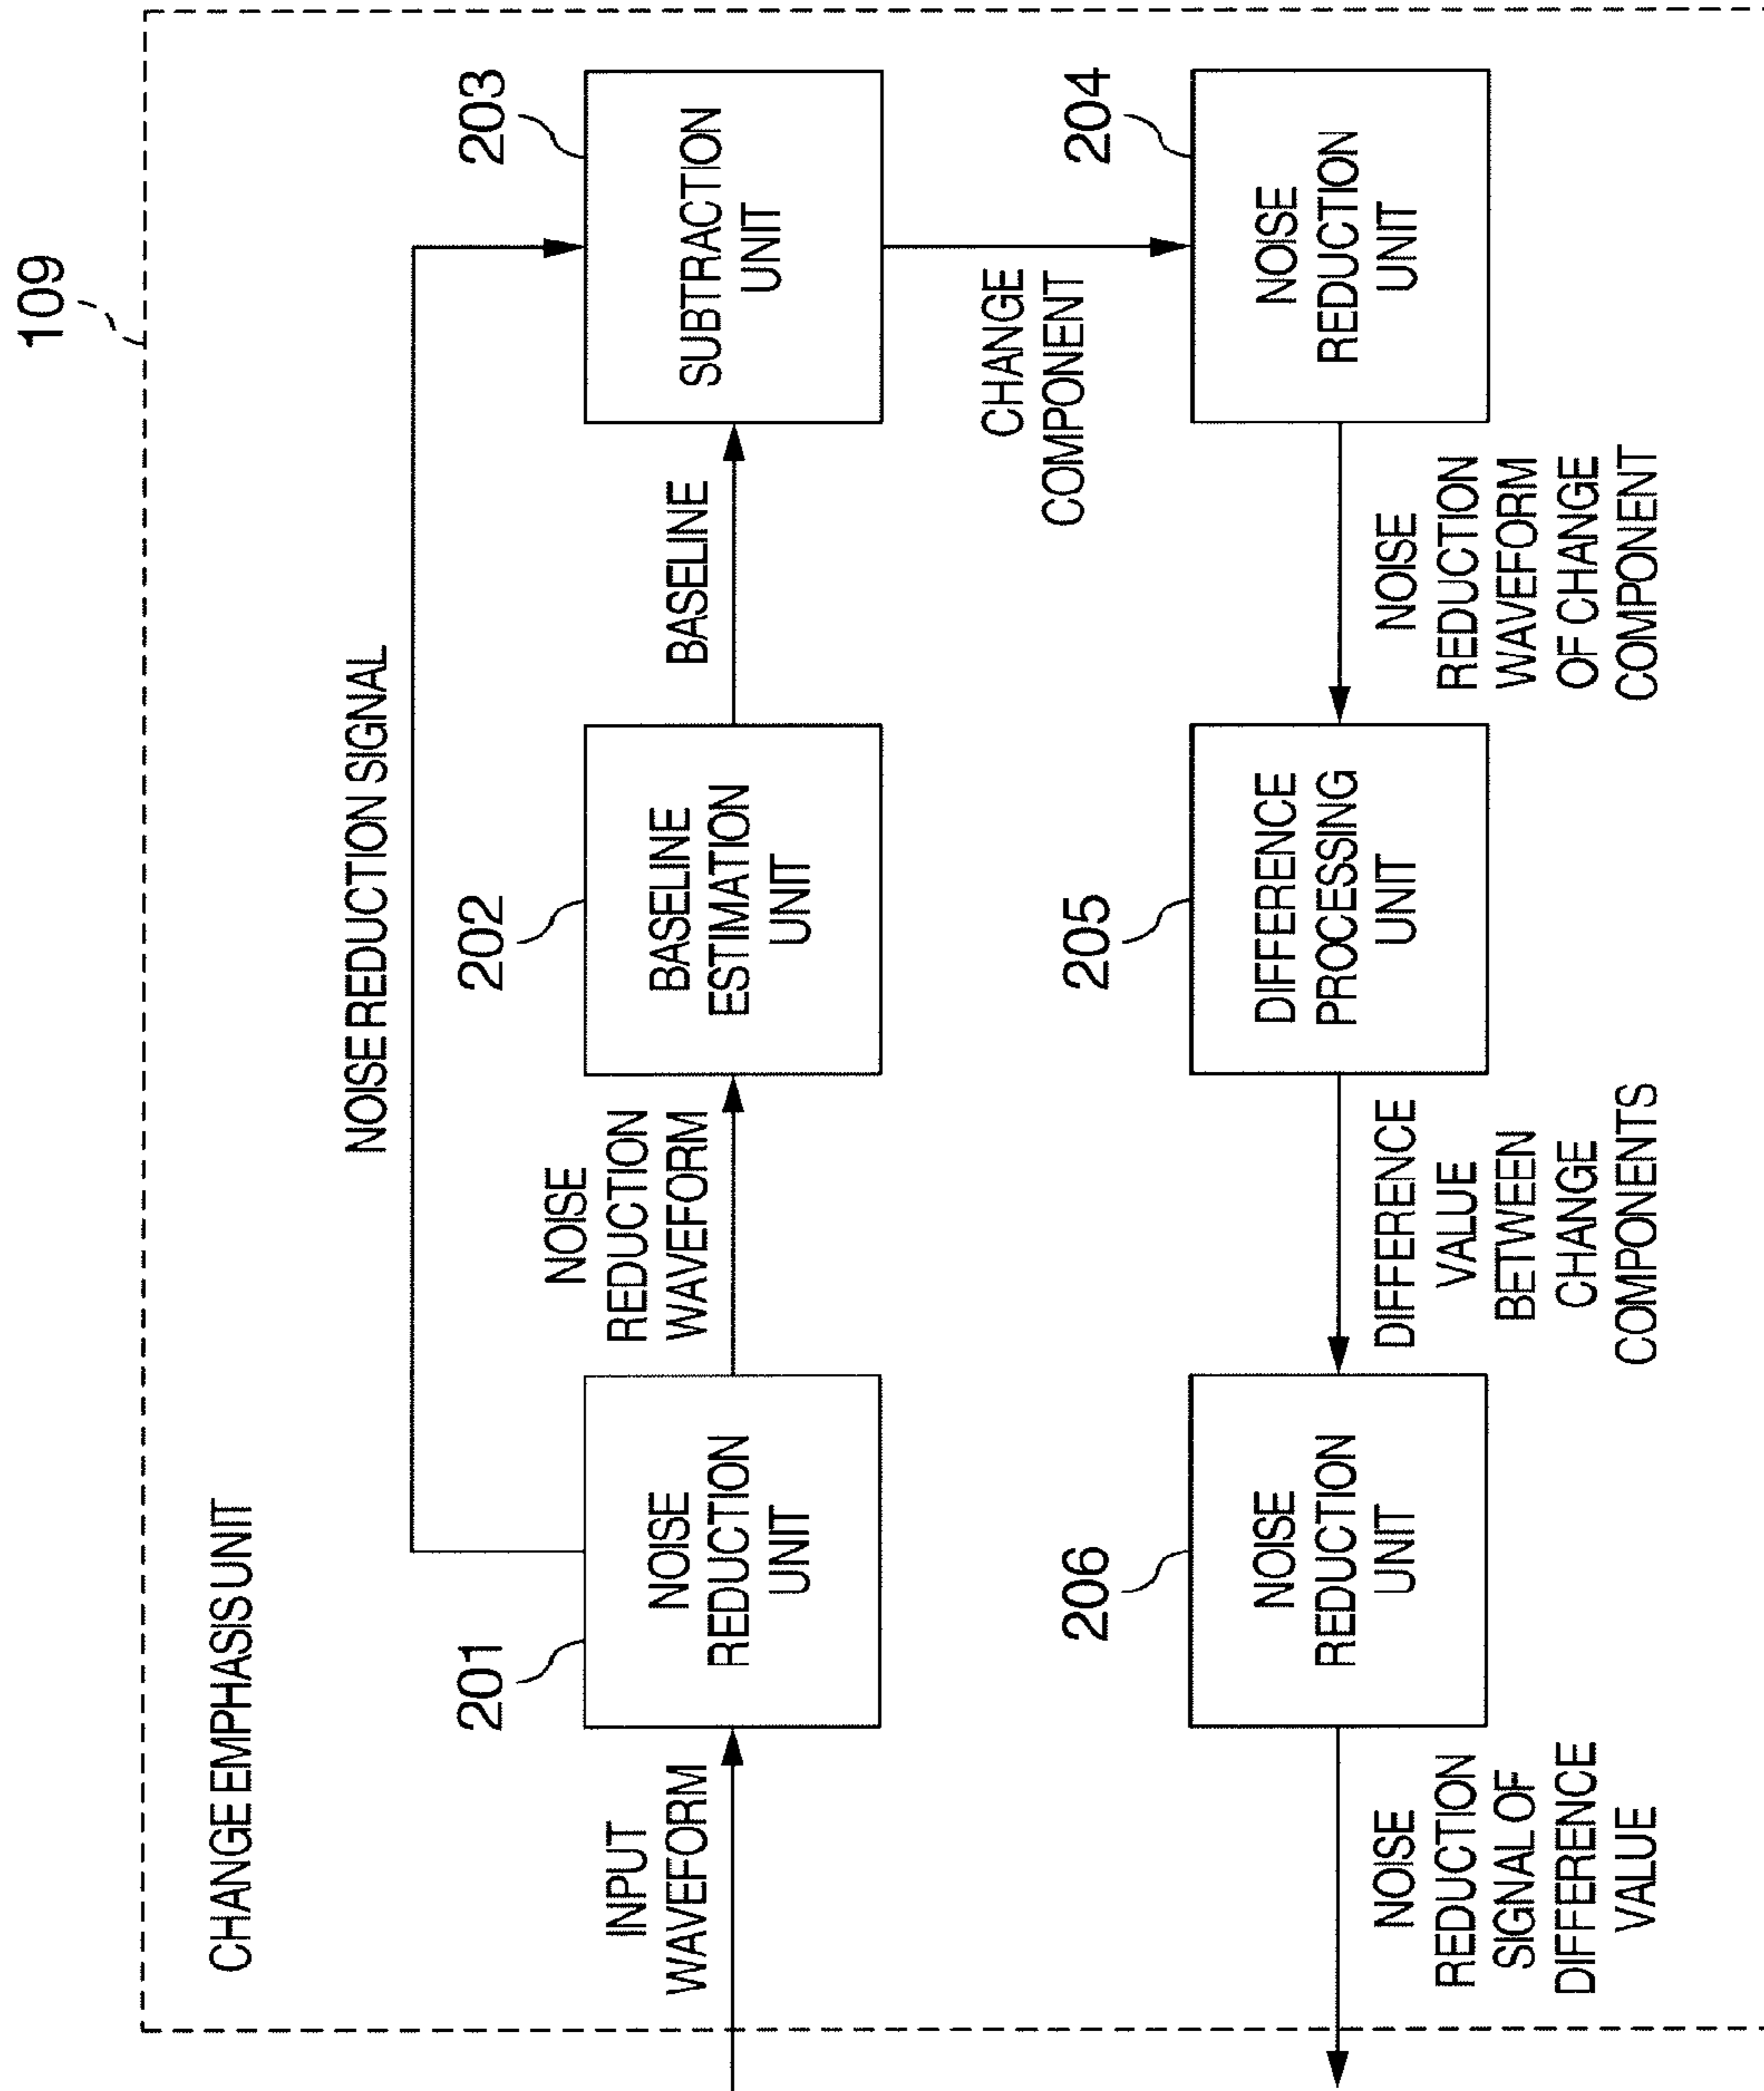 109
CHANGE EMPHASIS UNIT
NOISE REDUCTION SIGNAL
INPUT
WAVEFORM
201
NOISE
REDUCTION
UNIT
NOISE
REDUCTION
WAVEFORM
202
BASELINE
ESTIMATION
UNIT
BASELINE
203
SUBTRACTION
UNIT
CHANGE
COMPONENT
204
NOISE
REDUCTION
UNIT
NOISE
REDUCTION
WAVEFORM
OF CHANGE
COMPONENT
205
DIFFERENCE
PROCESSING
UNIT
DIFFERENCE
VALUE
BETWEEN
CHANGE
COMPONENTS
206
NOISE
REDUCTION
UNIT
NOISE
REDUCTION
SIGNAL OF
DIFFERENCE
VALUE